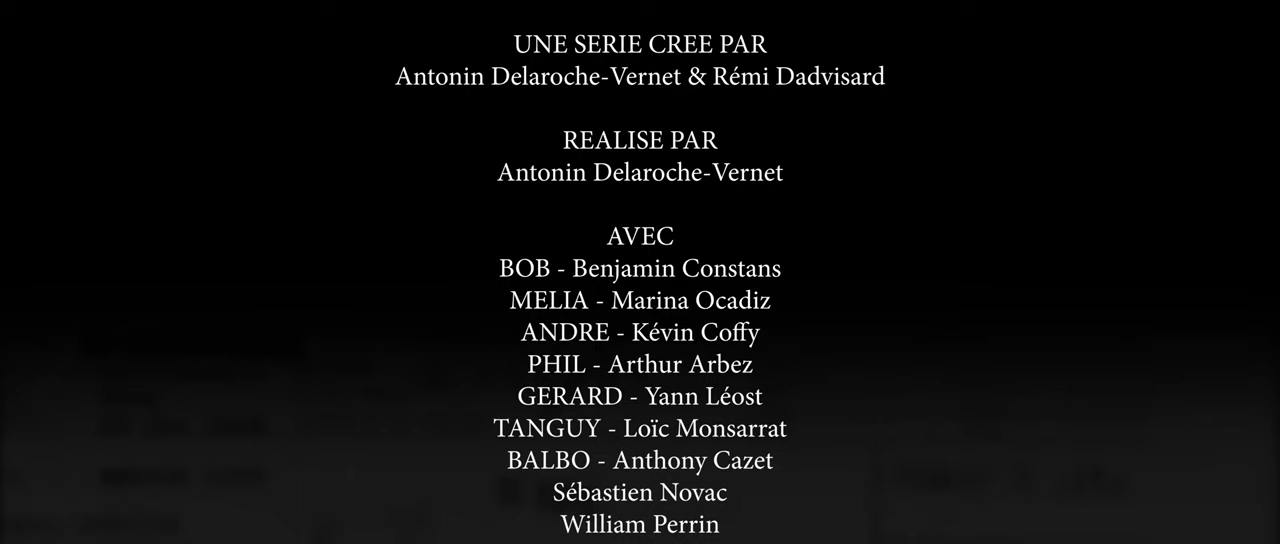 UNE SERIE CREE PAR
Antonin Delaroche-Vernet & Rémi Dadvisard
REALISE PAR
Antonin Delaroche-Vernet
AVEC
BOB - Benjamin Constans
MELIA - Marina Ocadiz
ANDRE - Kévin Coffy
PHIL - Arthur Arbez
GERARD - Yann Léost
TANGUY - Loïc Monsarrat
BALBO - Anthony Cazet
Sébastien Novac
William Perrin